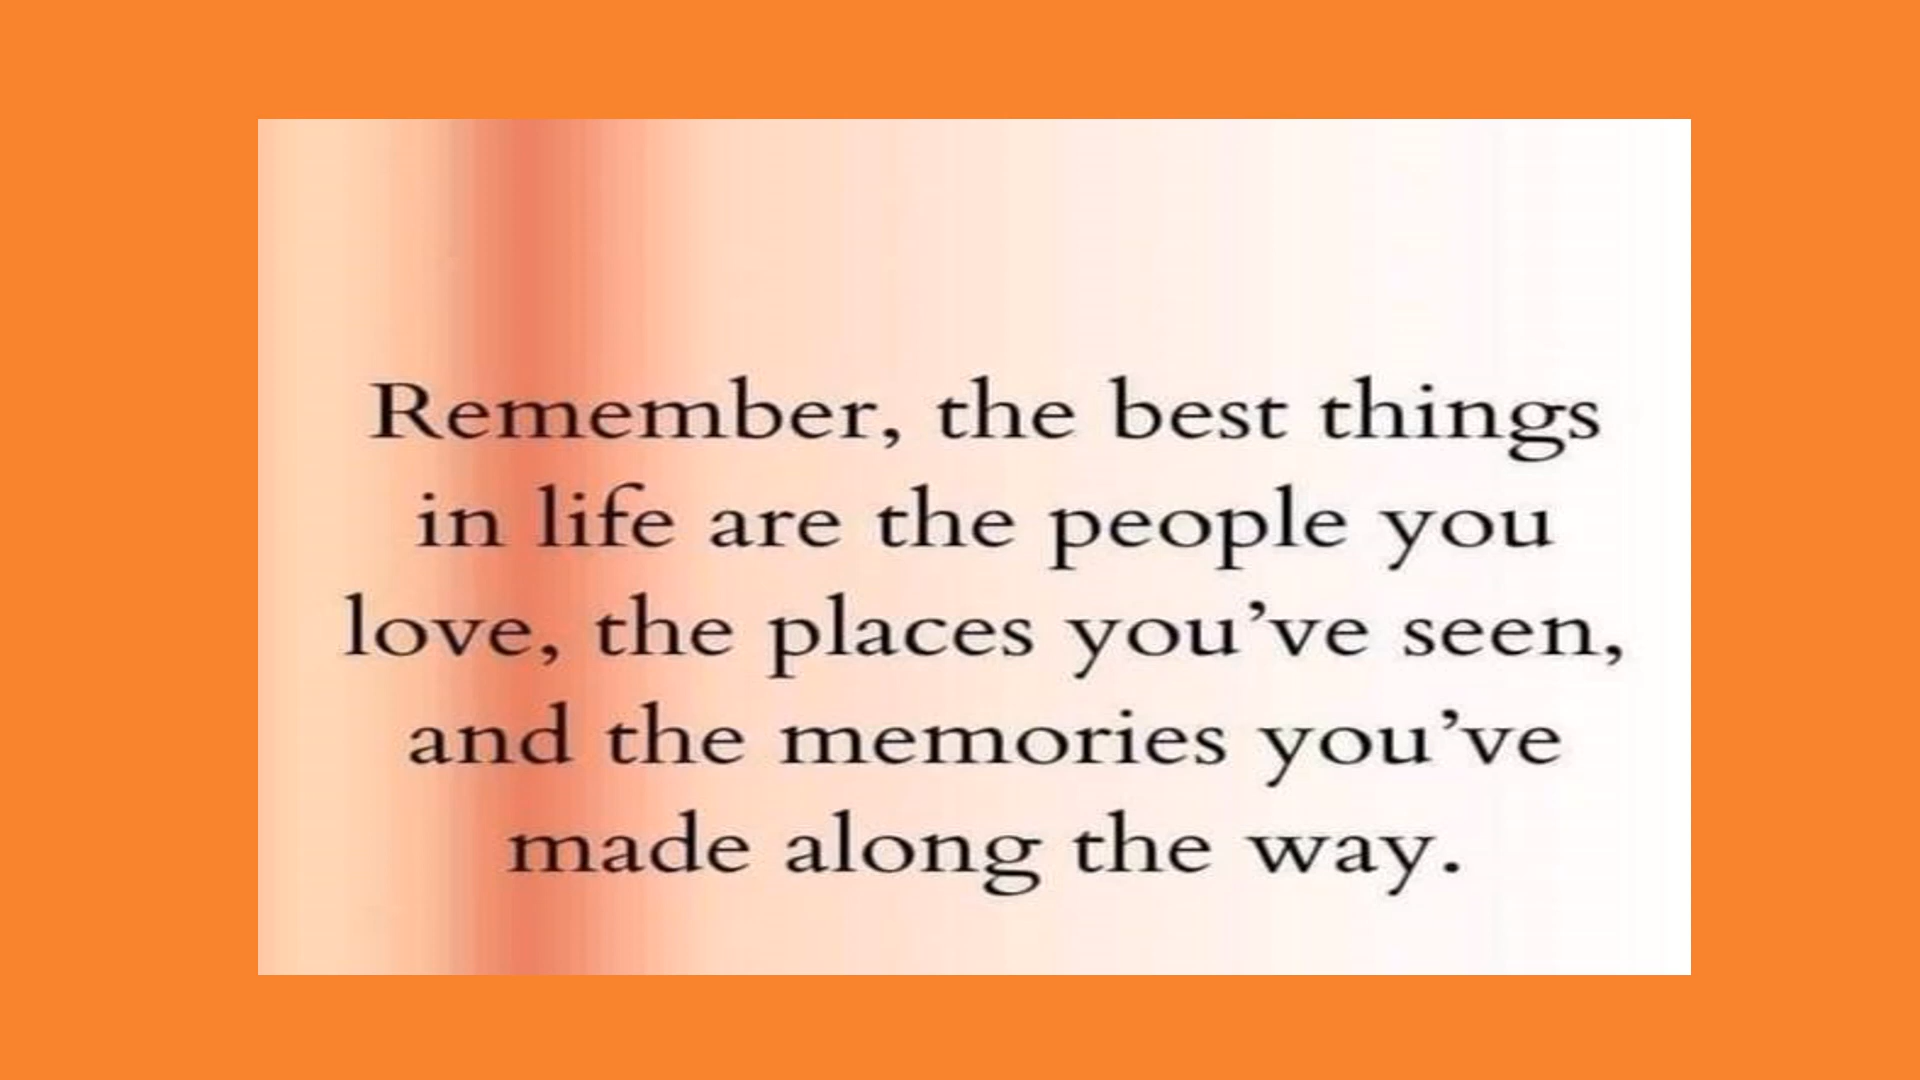 Remember, the best things
in life are the people you
love, the places you’ve seen,
and the memories you’ve
made along the way.